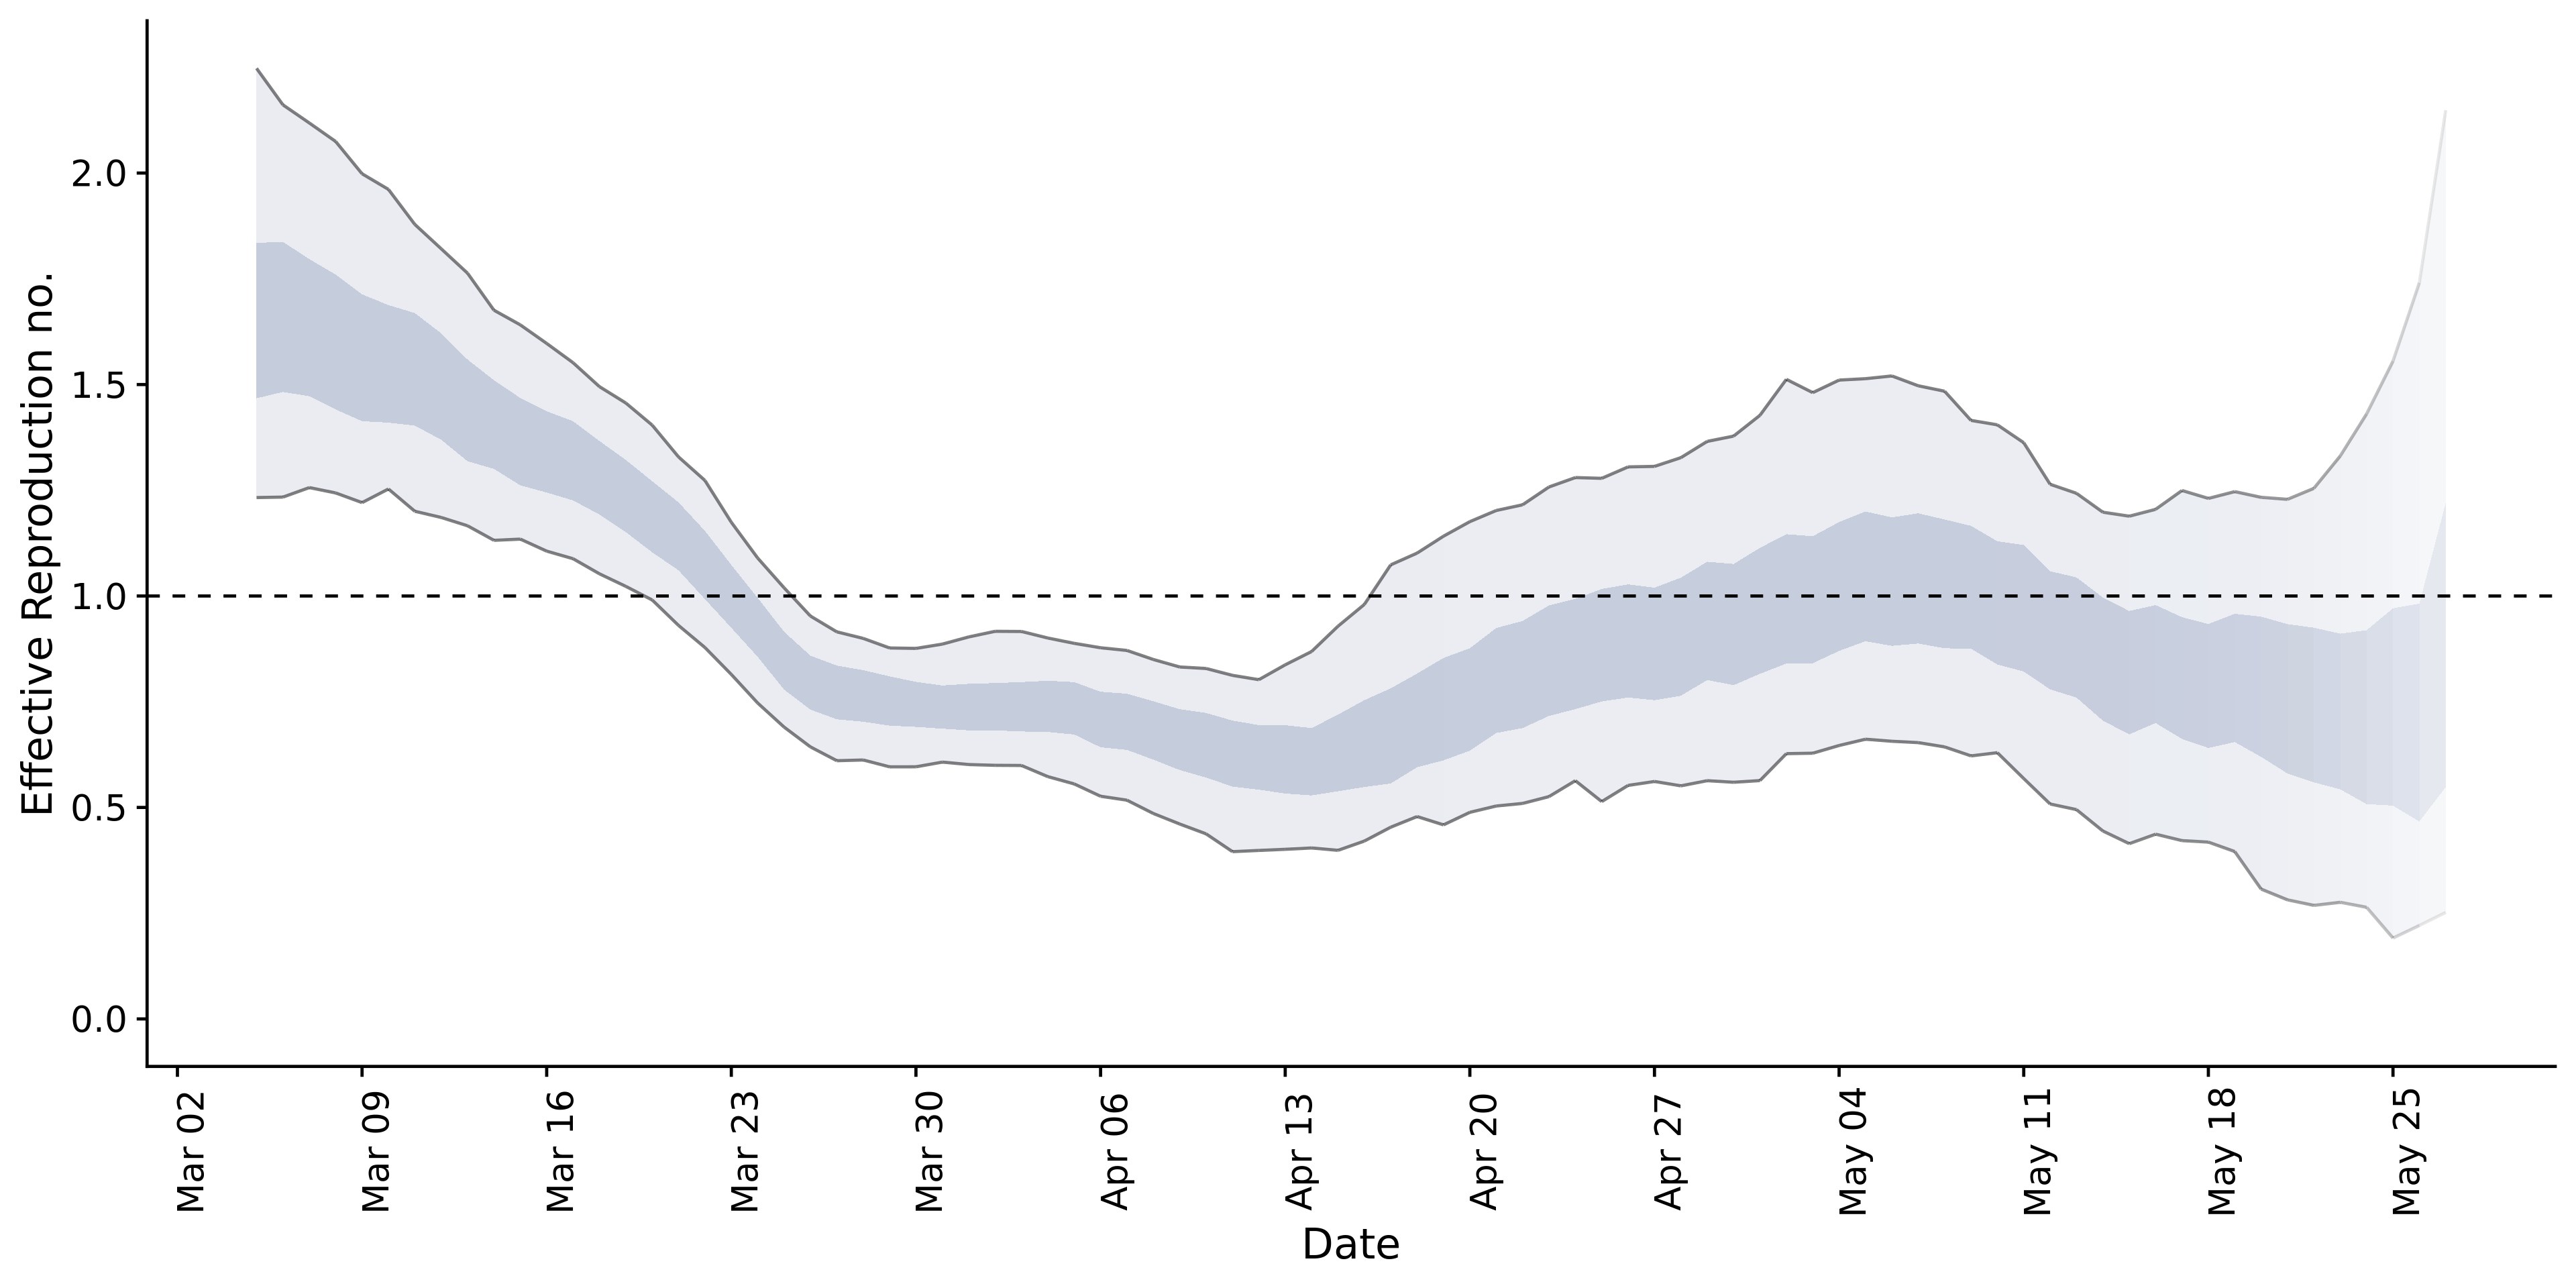 Effective Reproduction no.
2.0
1.5
1.0
0.5
0.0
Mar 02
Mar 09
Mar 16
Mar 23
Mar 30
Apr 06
Apr 13
Apr 20
Apr 27
May 04
May 11
May 18
May 25
Date